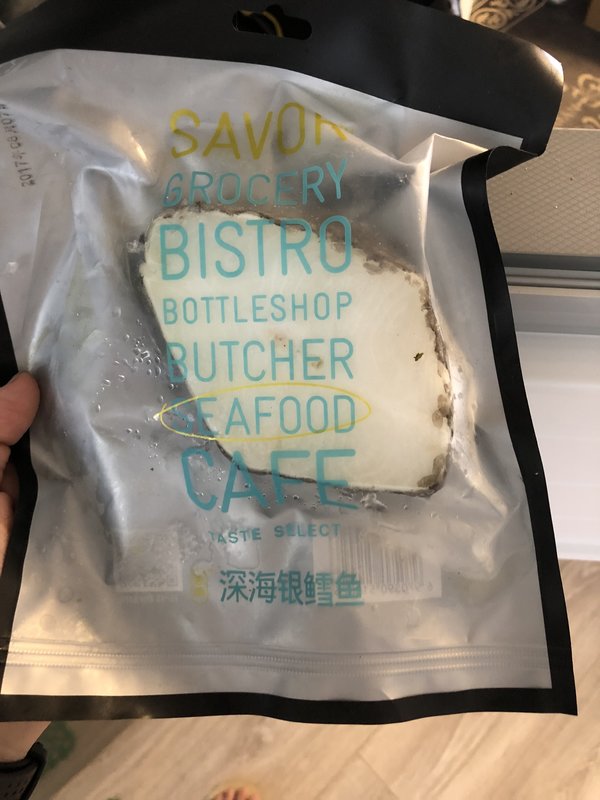 SAVOR
GROCERY
BISTRO
BOTTLESHOP
BUTCHER
SEAFOOD
CAFE
TASTE SELECT
深海银鳕鱼